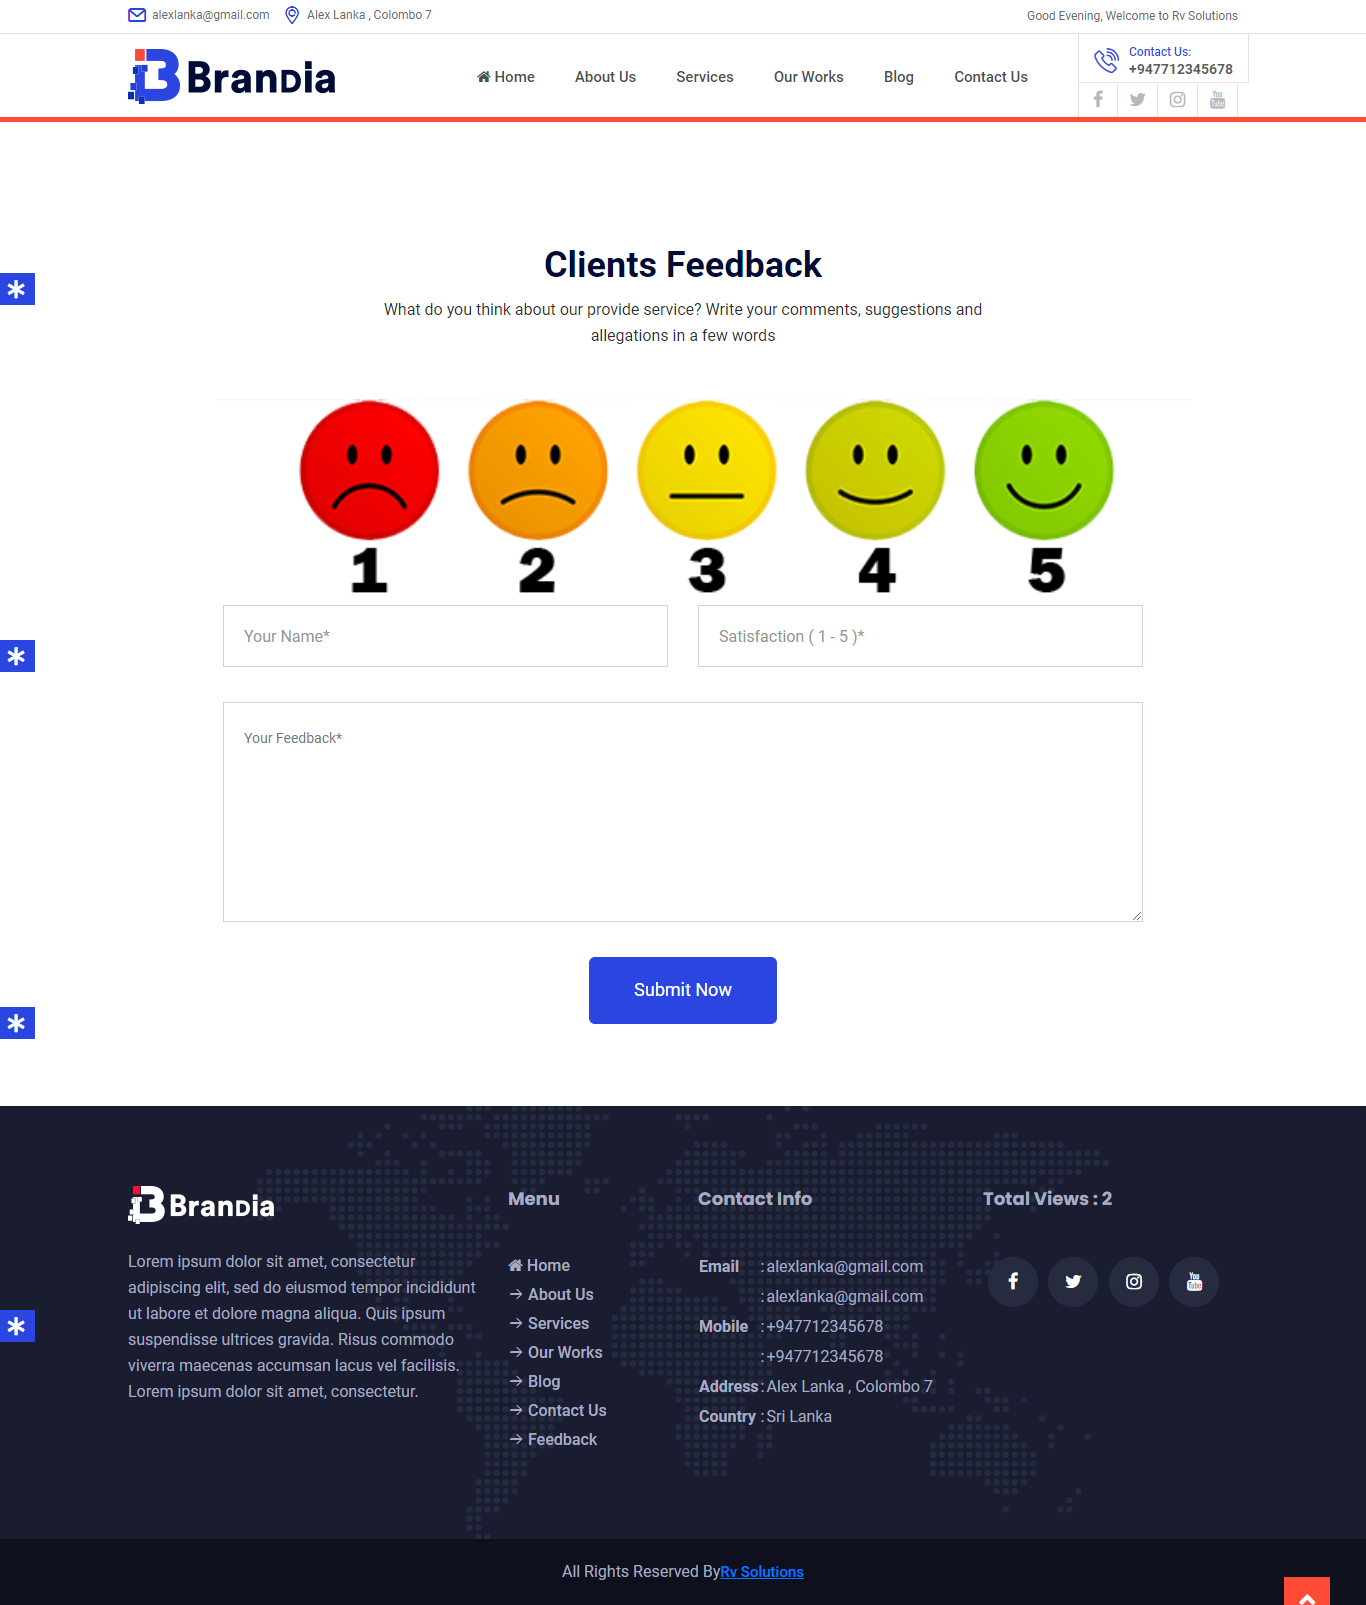 alexlanka@gmail.com Alex Lanka , Colombo 7 Good Evening, Welcome to Rv Solutions
Brandia
Home About Us Services Our Works Blog Contact Us
Contact Us:
+947712345678
You Tube
Clients Feedback
What do you think about our provide service? Write your comments, suggestions and
allegations in a few words
1 2 3 4 5
Your Name* Satisfaction ( 1 - 5 )*
Your Feedback*
Submit Now
Brandia
Lorem ipsum dolor sit amet, consectetur
adipiscing elit, sed do eiusmod tempor incididunt
ut labore et dolore magna aliqua. Quis ipsum
suspendisse ultrices gravida. Risus commodo
viverra maecenas accumsan lacus vel facilisis.
Lorem ipsum dolor sit amet, consectetur.
Menu
Home
About Us
Services
Our Works
Blog
Contact Us
Feedback
Contact Info
Email : alexlanka@gmail.com
: alexlanka@gmail.com
Mobile : +947712345678
: +947712345678
Address : Alex Lanka , Colombo 7
Country : Sri Lanka
Total Views : 2
You Tube
All Rights Reserved ByRv Solutions